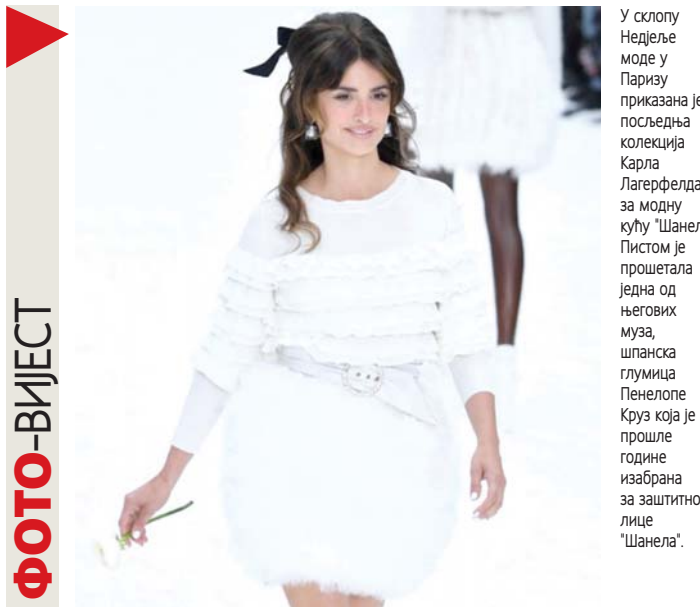 ФОТО-ВИЈЕСТ
У склопу
Недјеље
моде у
Паризу
приказана је
посљедња
колекција
Карла
Лагерфелда
за модну
кућу "Шанел
Пистом је
прошетала
једна од
његових
муза,
шпанска
глумица
Пенелопе
Круз која је
прошле
године
изабрана
за заштитно
лице
"Шанела".